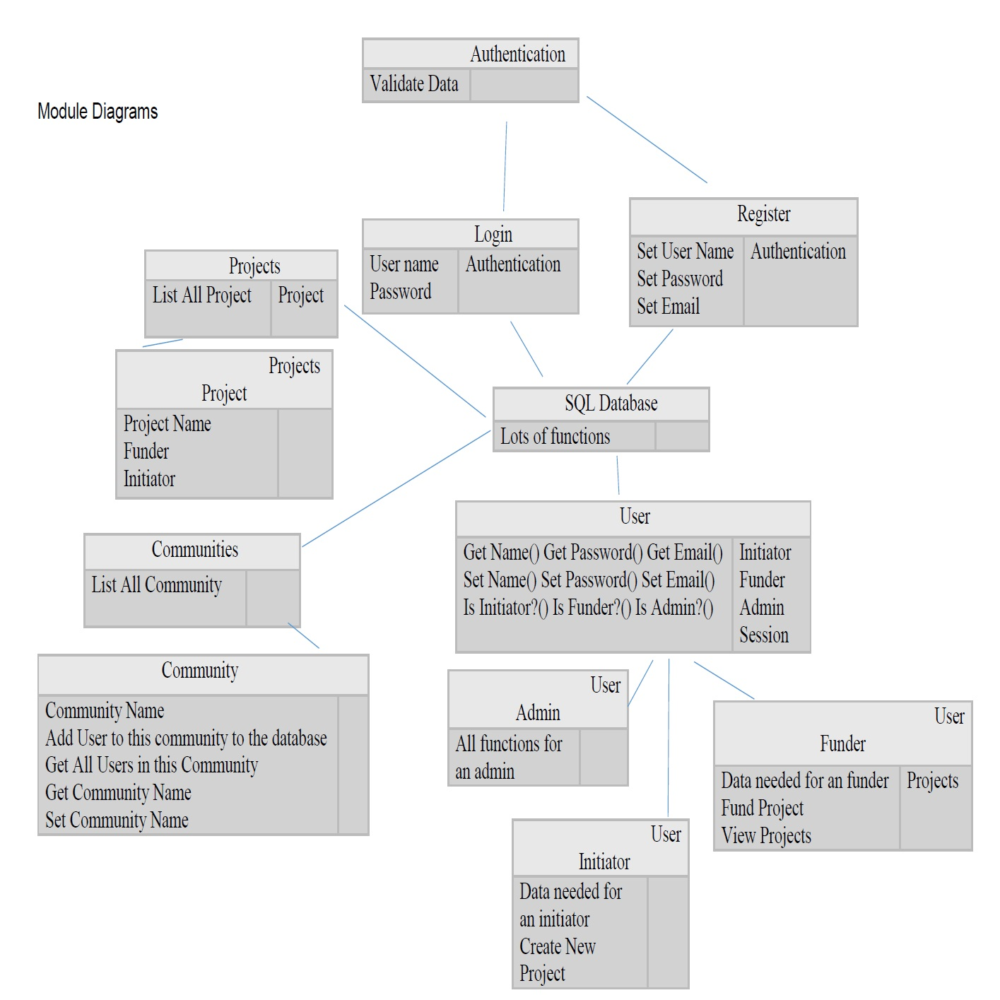 Module Diagrams
Authentication
Validate Data
Login
User name
Password
Authentication
Register
Set User Name
Set Password
Set Email
Authentication
Projects
List All Project
Project
Projects
Project
Project Name
Funder
Initiator
SQL Database
Lots of functions
Communities
List All Community
Community
Community Name
Add User to this community to the database
Get All Users in this Community
Get Community Name
Set Community Name
User
Get Name() Get Password() Get Email()
Set Name() Set Password() Set Email()
Is Initiator?() Is Funder?() Is Admin?()
Initiator
Funder
Admin
Session
User
Admin
All functions for
an admin
User
Funder
Data needed for an funder
Fund Project
View Projects
Projects
User
Initiator
Data needed for
an initiator
Create New
Project